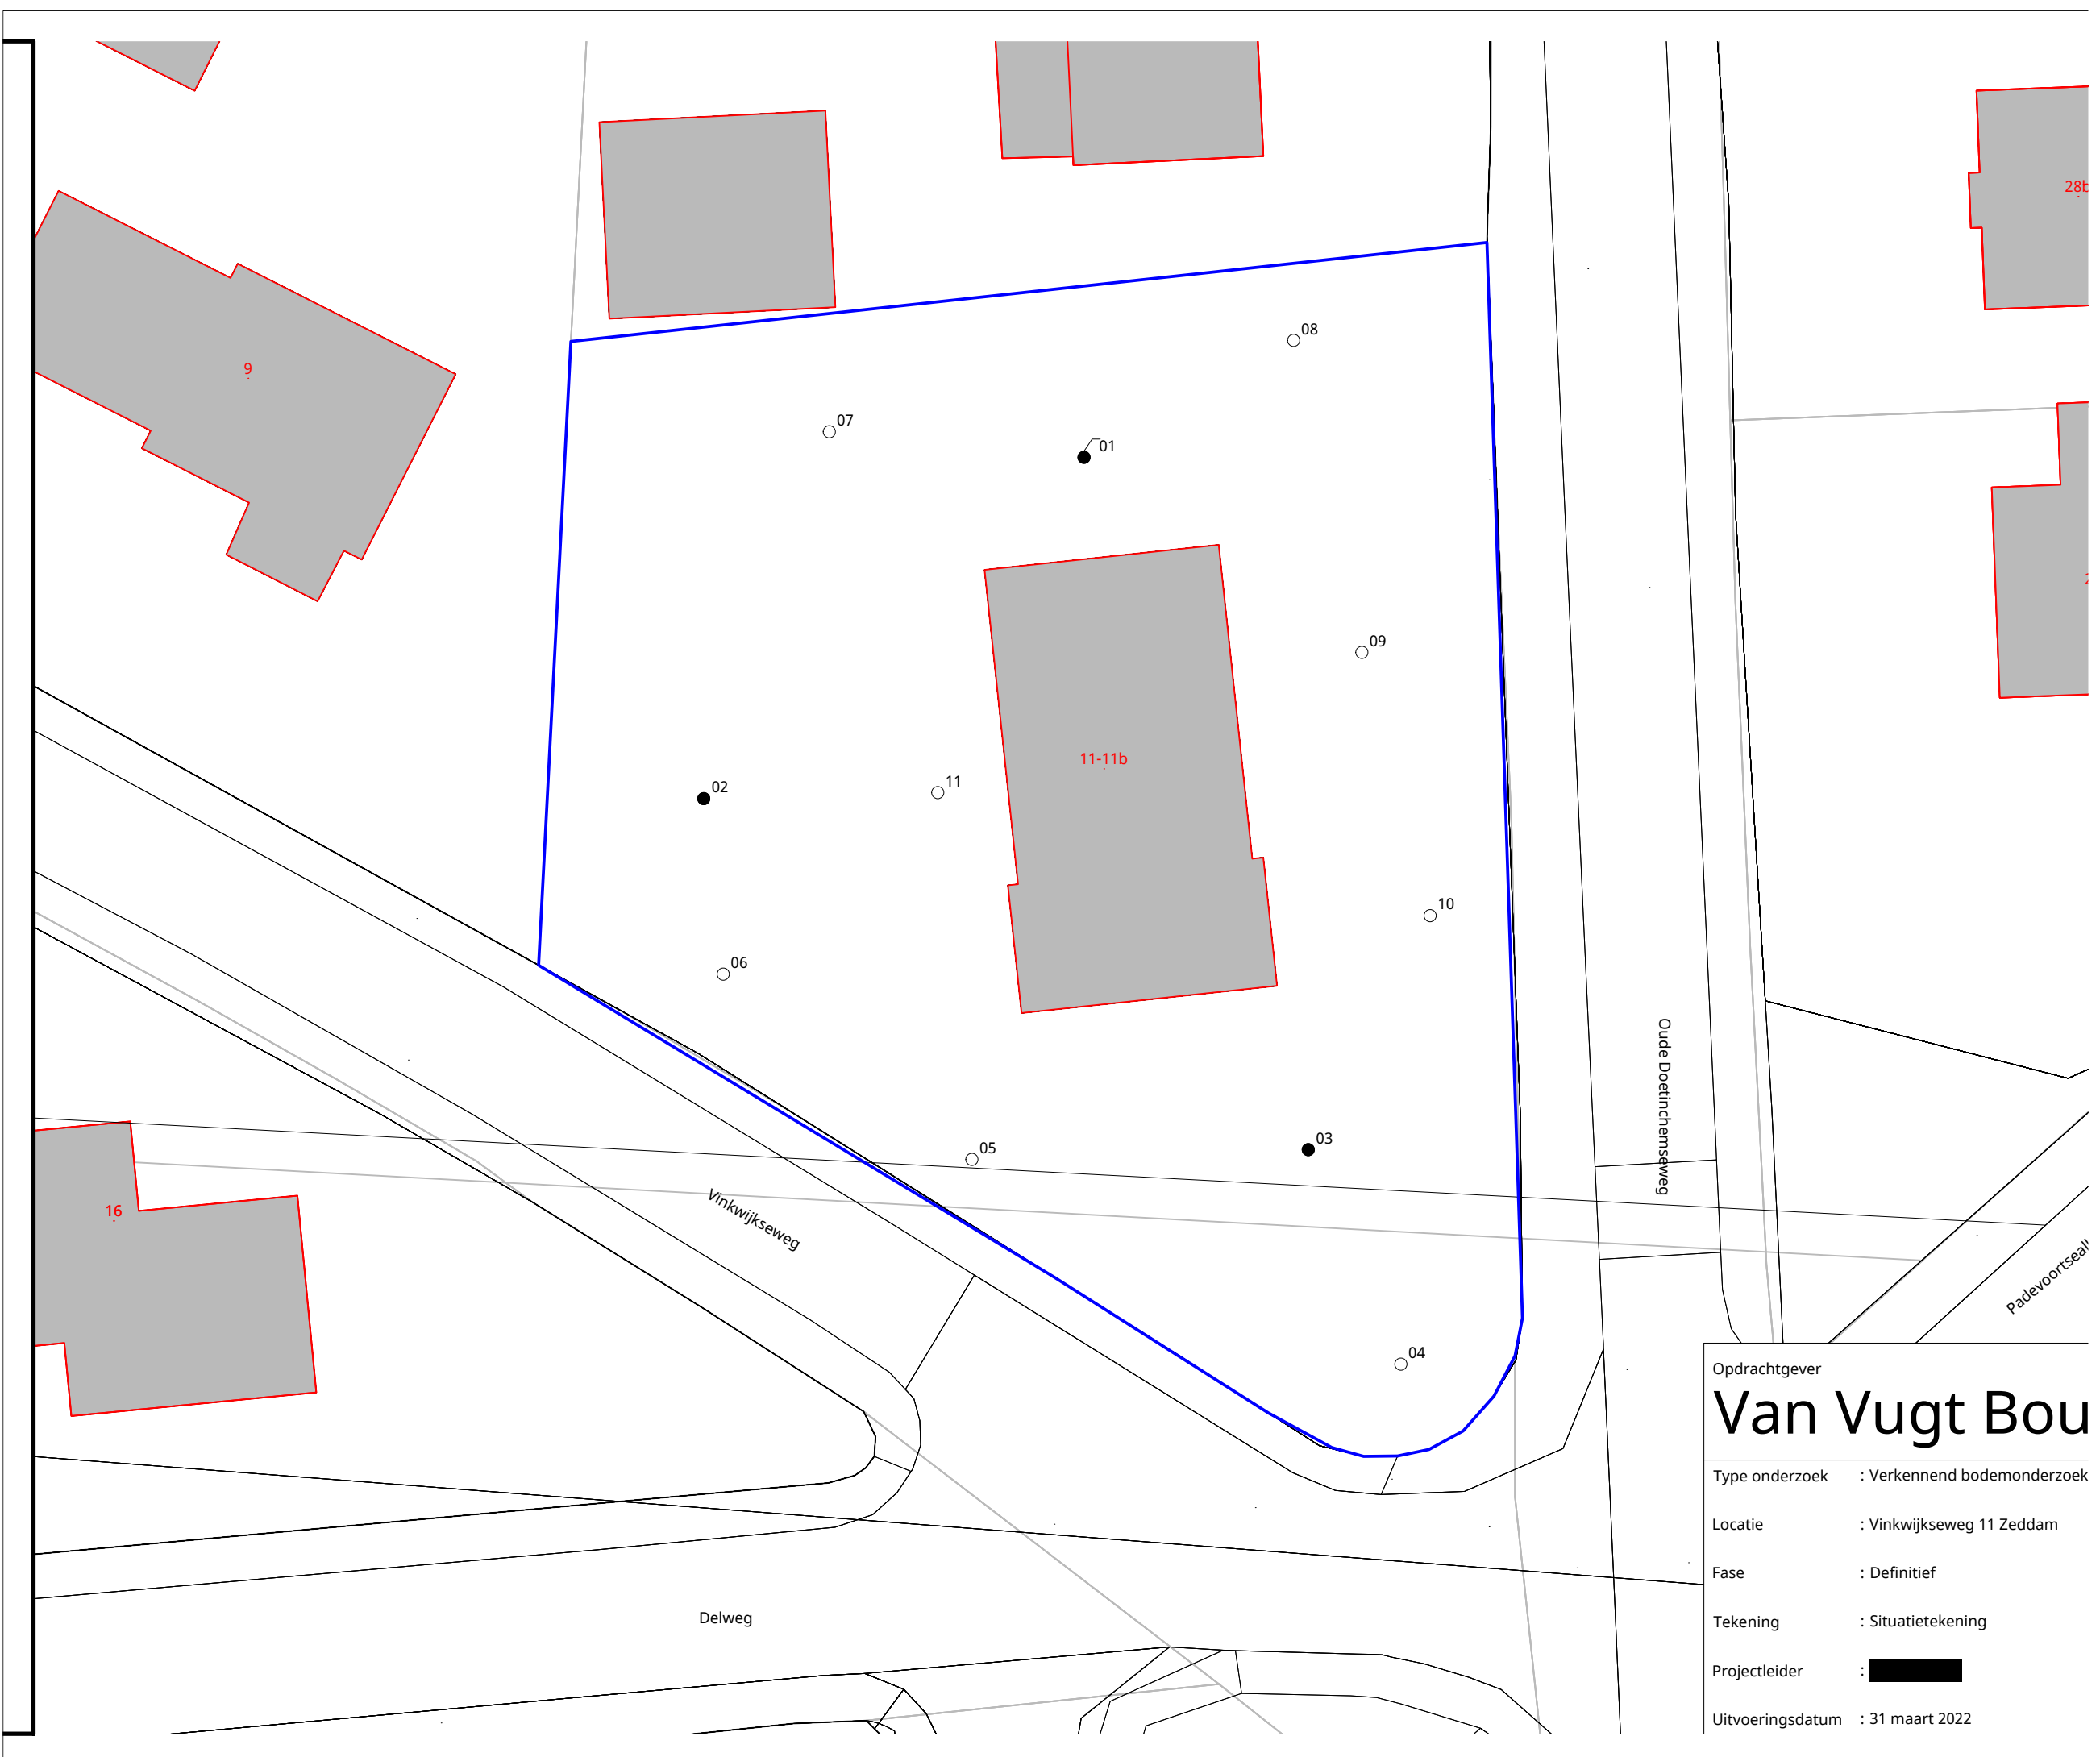 28b
08
9
07
01
09
11-11b
02
11
10
06
Oude Doetinchemseweg
03
05
Vinkwijkseweg
16
04
Delweg
Opdrachtgever
Van Vugt Bou
Type onderzoek : Verkennend bodemonderzoek
Locatie : Vinkwijkseweg 11 Zeddam
Fase : Definitief
Tekening : Situatietekening
Projectleider :
Uitvoeringsdatum : 31 maart 2022